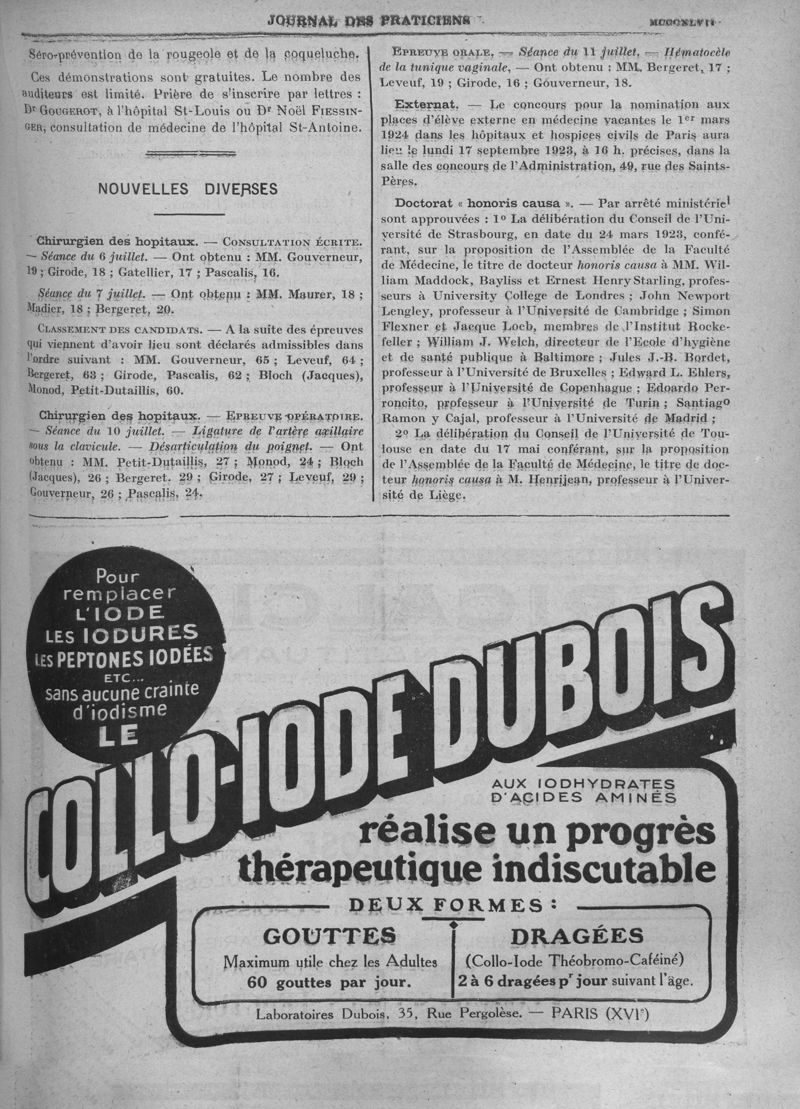 JOURNAL DES PRATICIENS
Séro-prévention de la rougeole et de la coqueluche.
Ces démonstrations sont gratuites. Le nombre des
auditeurs est limité. Prière de s'inscrire par lettres :
Dr GOUGEROT, à l'hôpital St-Louis ou Dr Noël FIESSIN-
GER, consultation de médecine de l'hôpital St-Antoine.
NOUVELLES DIVERSES
Chirurgien des hopitaux. — CONSULTATION ÉCRITE.
— Séance du 6 juillet. — Ont obtenu : MM. Gouverneur,
19 ; Girode, 18 ; Gatellier, 17 ; Pascalis, 16.
Séance du 7 juillet. — Ont obtenu : MM. Maurer, 18 ;
Madier, 18 ; Bergeret, 20.
CLASSEMENT DES CANDIDATS. — A la suite des épreuves
qui viennent d'avoir lieu sont déclarés admissibles dans
l'ordre suivant : MM. Gouverneur, 65 ; Leveuf, 64 ;
Bergeret, 63 ; Girode, Pascalis, 62 ; Bloch (Jacques),
Monod, Petit-Dutaillis, 60.
Chirurgien des hopitaux. — EPREUVE OPÉRATOIRE.
— Séance du 10 juillet. — Ligature de l'artère axillaire
sous la clavicule. — Désarticulation du poignet. — Ont
obtenu : MM. Petit-Dutaillis, 27 ; Monod, 24 ; Bloch
(Jacques), 26 ; Bergeret. 29 ; Girode, 27 ; Leveuf, 29 ;
Gouverneur, 26 ; Pascalis, 24.
EPREUVE ORALE. — Séance du 11 juillet. — Hématocèle
de la tunique vaginale. — Ont obtenu : MM. Bergeret, 17 ;
Leveuf, 19 ; Girode, 16 ; Gouverneur, 18.
Externat. — Le concours pour la nomination aux
places d'élève externe en médecine vacantes le 1er mars
1924 dans les hôpitaux et hospices civils de Paris aura
lieu le lundi 17 septembre 1923, à 16 h. précises, dans la
salle des concours de l'Administration, 49, rue des Saints-
Pères.
Doctorat « honoris causa ». — Par arrêté ministériel
sont approuvées : 1o La délibération du Conseil de l'Uni-
versité de Strasbourg, en date du 24 mars 1923, confé-
rant, sur la proposition de l'Assemblée de la Faculté
de Médecine, le titre de docteur honoris causa à MM. Wil-
liam Maddock, Bayliss et Ernest Henry Starling, profes-
seurs à University College de Londres ; John Newport
Lengley, professeur à l'Université de Cambridge ; Simon
Flexner et Jacque Loeb, membres de l'Institut Rocke-
feller ; William J. Welch, directeur de l'Ecole d'hygiène
et de santé publique à Baltimore ; Jules J.-B. Bordet,
professeur à l'Université de Bruxelles ; Edward L. Ehlers,
professeur à l'Université de Copenhague ; Edoardo Per-
roncito, professeur à l'Université de Turin ; Santiago
Ramon y Cajal, professeur à l'Université de Madrid ;
2o La délibération du Conseil de l'Université de Tou-
louse en date du 17 mai conférant, sur la proposition
de l'Assemblée de la Faculté de Médecine, le titre de doc-
teur honoris causa à M. Henrijean, professeur à l'Univer-
sité de Liège.
Pour
remplacer
L'IODE
LES IODURES
LES PEPTONES IODÉES
ETC...
sans aucune crainte
d'iodisme
LE
COLLO-IODE DUBOIS
AUX IODHYDRATES
D'ACIDES AMINÉS
réalise un progrès
thérapeutique indiscutable
DEUX FORMES :
GOUTTES
Maximum utile chez les Adultes
60 gouttes par jour.
DRAGÉES
(Collo-Iode Théobromo-Caféiné)
2 à 6 dragées pr jour suivant l'âge.
Laboratoires Dubois, 35, Rue Pergolèse. — PARIS (XVIe)